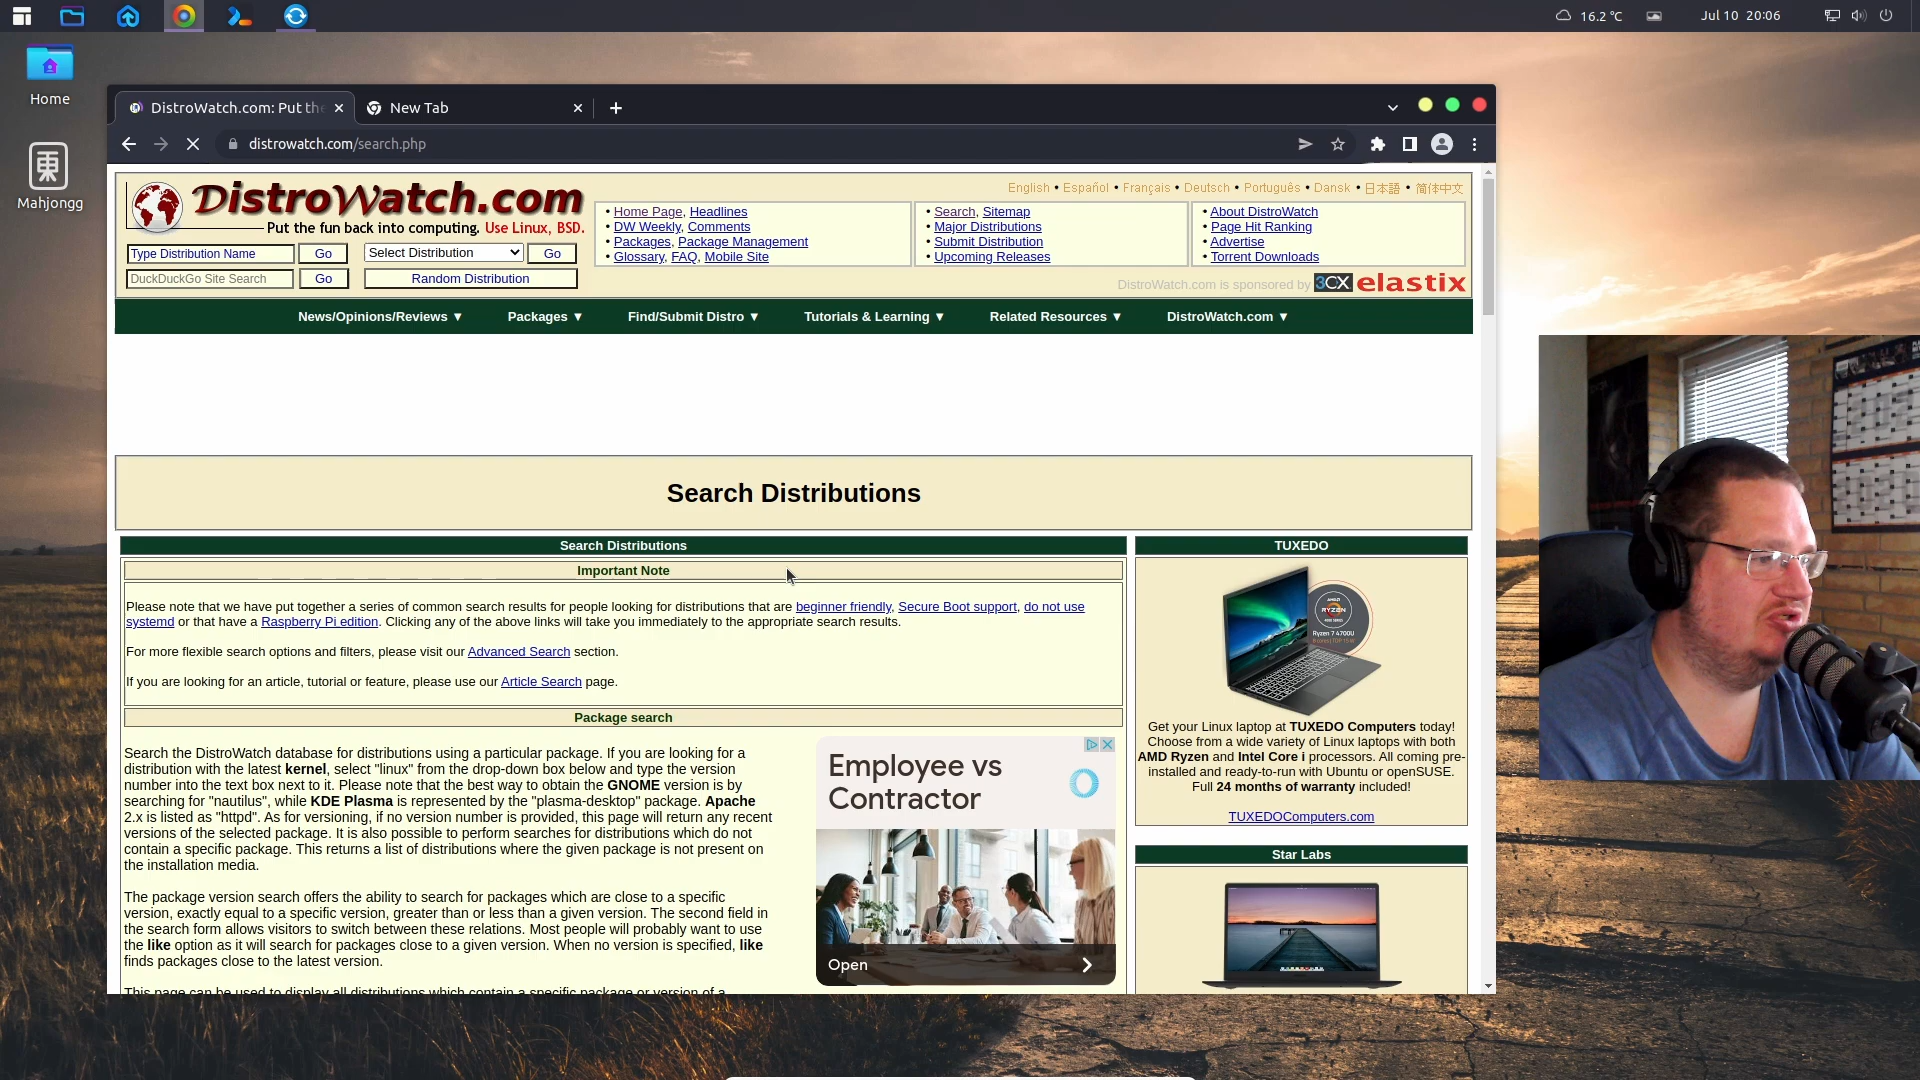 16.2 °C
Jul 10 20:06
Home
東
Mahjongg
DistroWatch.com: Put the
New Tab
distrowatch.com/search.php
DistroWatch.com
Put the fun back into computing. Use Linux, BSD.
English • Español • Français • Deutsch • Português • Dansk • 日本語 • 简体中文
Type Distribution Name
Go
Select Distribution
Go
DuckDuckGo Site Search
Go
Random Distribution
• Home Page, Headlines
• DW Weekly, Comments
• Packages, Package Management
• Glossary, FAQ, Mobile Site
• Search, Sitemap
• Major Distributions
• Submit Distribution
• Upcoming Releases
• About DistroWatch
• Page Hit Ranking
• Advertise
• Torrent Downloads
DistroWatch.com is sponsored by 3CX elastix
News/Opinions/Reviews ▼ Packages ▼ Find/Submit Distro ▼ Tutorials & Learning ▼ Related Resources ▼ DistroWatch.com ▼
Search Distributions
Search Distributions
Important Note
Please note that we have put together a series of common search results for people looking for distributions that are beginner friendly, Secure Boot support, do not use
systemd or that have a Raspberry Pi edition. Clicking any of the above links will take you immediately to the appropriate search results.
For more flexible search options and filters, please visit our Advanced Search section.
If you are looking for an article, tutorial or feature, please use our Article Search page.
Package search
Search the DistroWatch database for distributions using a particular package. If you are looking for a
distribution with the latest kernel, select "linux" from the drop-down box below and type the version
number into the text box next to it. Please note that the best way to obtain the GNOME version is by
searching for "nautilus", while KDE Plasma is represented by the "plasma-desktop" package. Apache
2.x is listed as "httpd". As for versioning, if no version number is provided, this page will return any recent
versions of the selected package. It is also possible to perform searches for distributions which do not
contain a specific package. This returns a list of distributions where the given package is not present on
the installation media.
The package version search offers the ability to search for packages which are close to a specific
version, exactly equal to a specific version, greater than or less than a given version. The second field in
the search form allows visitors to switch between these relations. Most people will probably want to use
the like option as it will search for packages close to a given version. When no version is specified, like
finds packages close to the latest version.
This page can be used to display all distributions which contain a specific package or version of a
Employee vs
Contractor
Open
TUXEDO
AMD
RYZEN
Ryzen 7 4700U
Get your Linux laptop at TUXEDO Computers today!
Choose from a wide variety of Linux laptops with both
AMD Ryzen and Intel Core i processors. All coming pre-
installed and ready-to-run with Ubuntu or openSUSE.
Full 24 months of warranty included!
TUXEDOComputers.com
Star Labs